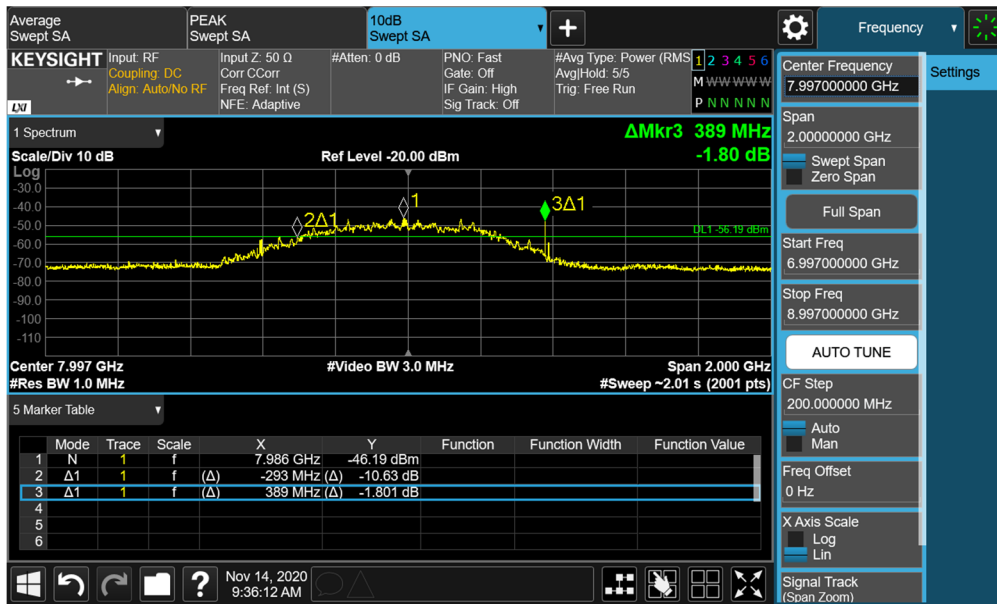 Average
Swept SA
PEAK
Swept SA
10dB
Swept SA
+
Frequency
KEYSIGHT
LXI
Input: RF
Coupling: DC
Align: Auto/No RF
Input Z: 50 Ω
Corr CCorr
Freq Ref: Int (S)
NFE: Adaptive
#Atten: 0 dB
PNO: Fast
Gate: Off
IF Gain: High
Sig Track: Off
#Avg Type: Power (RMS
Avg|Hold: 5/5
Trig: Free Run
1 2 3 4 5 6
M W W W W W
P N N N N N
Center Frequency
7.997000000 GHz
Settings
Span
2.00000000 GHz
Swept Span
Zero Span
Full Span
Start Freq
6.997000000 GHz
Stop Freq
8.997000000 GHz
AUTO TUNE
CF Step
200.000000 MHz
Auto
Man
Freq Offset
0 Hz
X Axis Scale
Log
Lin
Signal Track
(Span Zoom)
1 Spectrum
ΔMkr3 389 MHz
-1.80 dB
Scale/Div 10 dB
Ref Level -20.00 dBm
Log
-30.0
-40.0
-50.0
-60.0
-70.0
-80.0
-90.0
-100
-110
2Δ1
1
3Δ1
DL1 -56.19 dBm
Center 7.997 GHz
#Video BW 3.0 MHz
Span 2.000 GHz
#Res BW 1.0 MHz
#Sweep ~2.01 s (2001 pts)
5 Marker Table
Mode Trace Scale X Y Function Function Width Function Value
1 N 1 f 7.986 GHz -46.19 dBm
2 Δ1 1 f (Δ) -293 MHz (Δ) -10.63 dB
3 Δ1 1 f (Δ) 389 MHz (Δ) -1.801 dB
4
5
6
?
Nov 14, 2020
9:36:12 AM